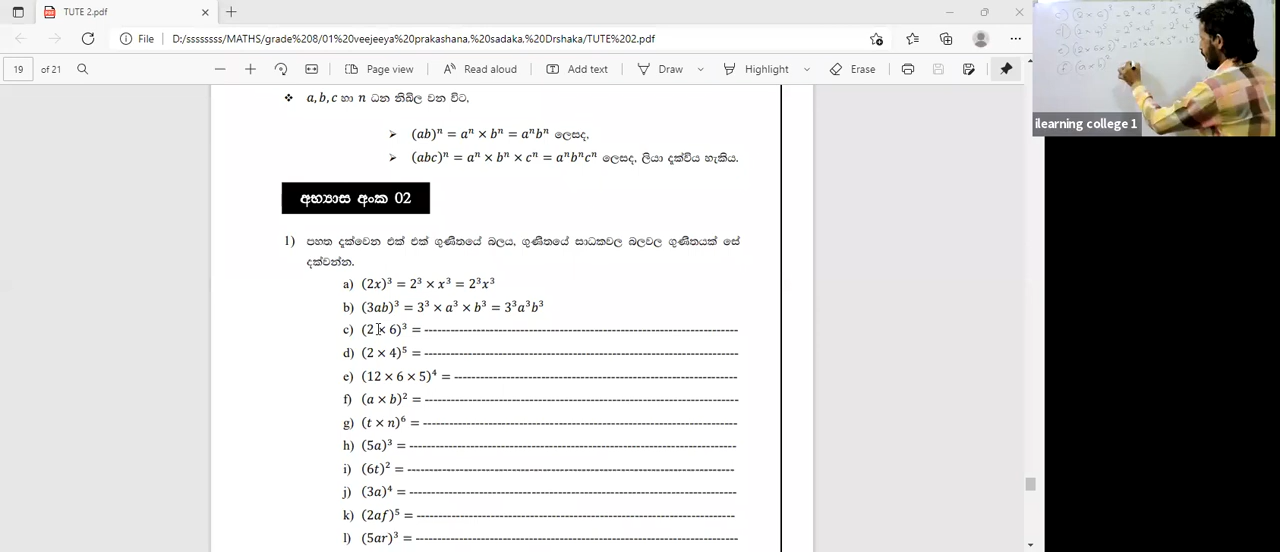 TUTE 2.pdf
File D:/ssssssss/MATHS/grade%208/01%20veejeeya%20prakashana.%20sadaka.%20Drshaka/TUTE%202.pdf
19 of 21
Read aloud
Add text
Draw
Highlight
Erase
❖ a, b, c හා n ධන නිඛිල වන විට,
➢ (ab)ⁿ = aⁿ × bⁿ = aⁿbⁿ ලෙසද,
➢ (abc)ⁿ = aⁿ × bⁿ × cⁿ = aⁿbⁿcⁿ ලෙසද, ලියා දැක්විය හැකිය.
අභ්‍යාස අංක 02
1) පහත දැක්වෙන එක් එක් ගුණිතයේ බලය, ගුණිතයේ සාධකවල බලවල ගුණිතයක් සේ
දක්වන්න.
a) (2x)³ = 2³ × x³ = 2³x³
b) (3ab)³ = 3³ × a³ × b³ = 3³a³b³
c) (2 × 6)³ = --------------------
d) (2 × 4)⁵ = --------------------
e) (12 × 6 × 5)⁴ = --------------------
f) (a × b)² = --------------------
g) (t × n)⁶ = --------------------
h) (5a)³ = --------------------
i) (6t)² = --------------------
j) (3a)⁴ = --------------------
k) (2af)⁵ = --------------------
l) (5ar)³ = --------------------
ilearning college 1